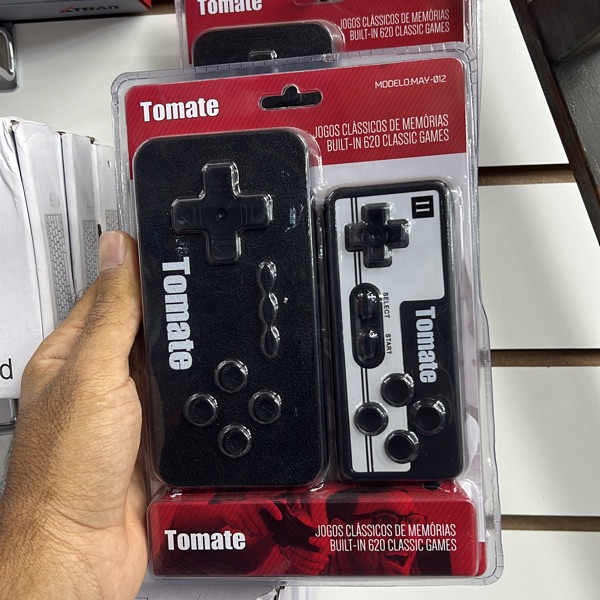 XTRAD
Tomate
JOGOS CLÁSSICOS DE MEMÓRIAS
BUILT-IN 620 CLASSIC GAMES
MODELO:MAY-012
Tomate
JOGOS CLÁSSICOS DE MEMÓRIAS
BUILT-IN 620 CLASSIC GAMES
Tomate
II
SELECT
START
Tomate
d
Tomate
JOGOS CLÁSSICOS DE MEMÓRIAS
BUILT-IN 620 CLASSIC GAMES